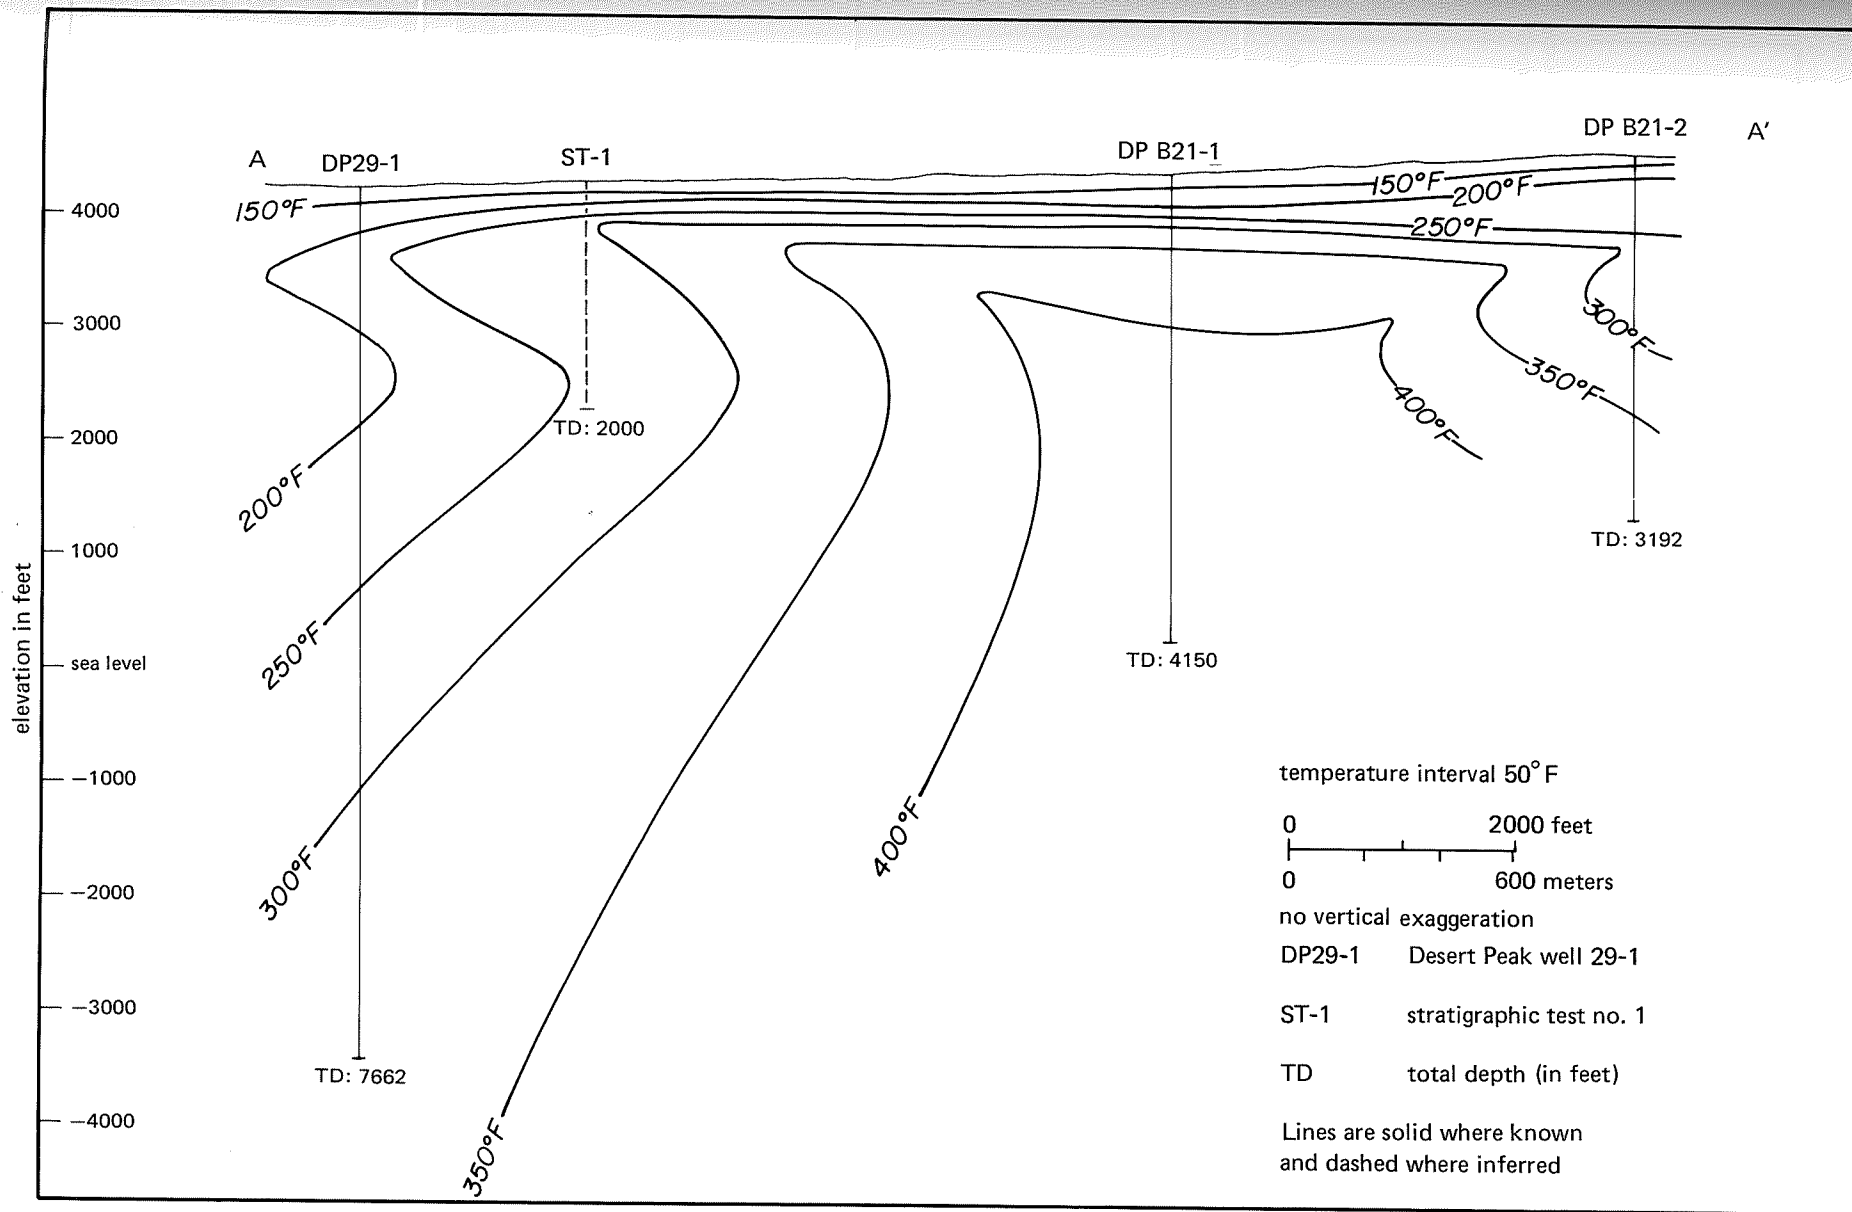 DP B21-2
A'
A
DP29-1
ST-1
DP B21-1
150°F
200°F
150°F
4000
250°F
3000
300°F
350°F
400°F
TD: 2000
2000
200°F
TD: 3192
1000
250°F
sea level
TD: 4150
elevation in feet
−1000
400°F
−2000
300°F
−3000
TD: 7662
−4000
350°F
temperature interval 50°F
0 2000 feet
0 600 meters
no vertical exaggeration
DP29-1 Desert Peak well 29-1
ST-1 stratigraphic test no. 1
TD total depth (in feet)
Lines are solid where known
and dashed where inferred